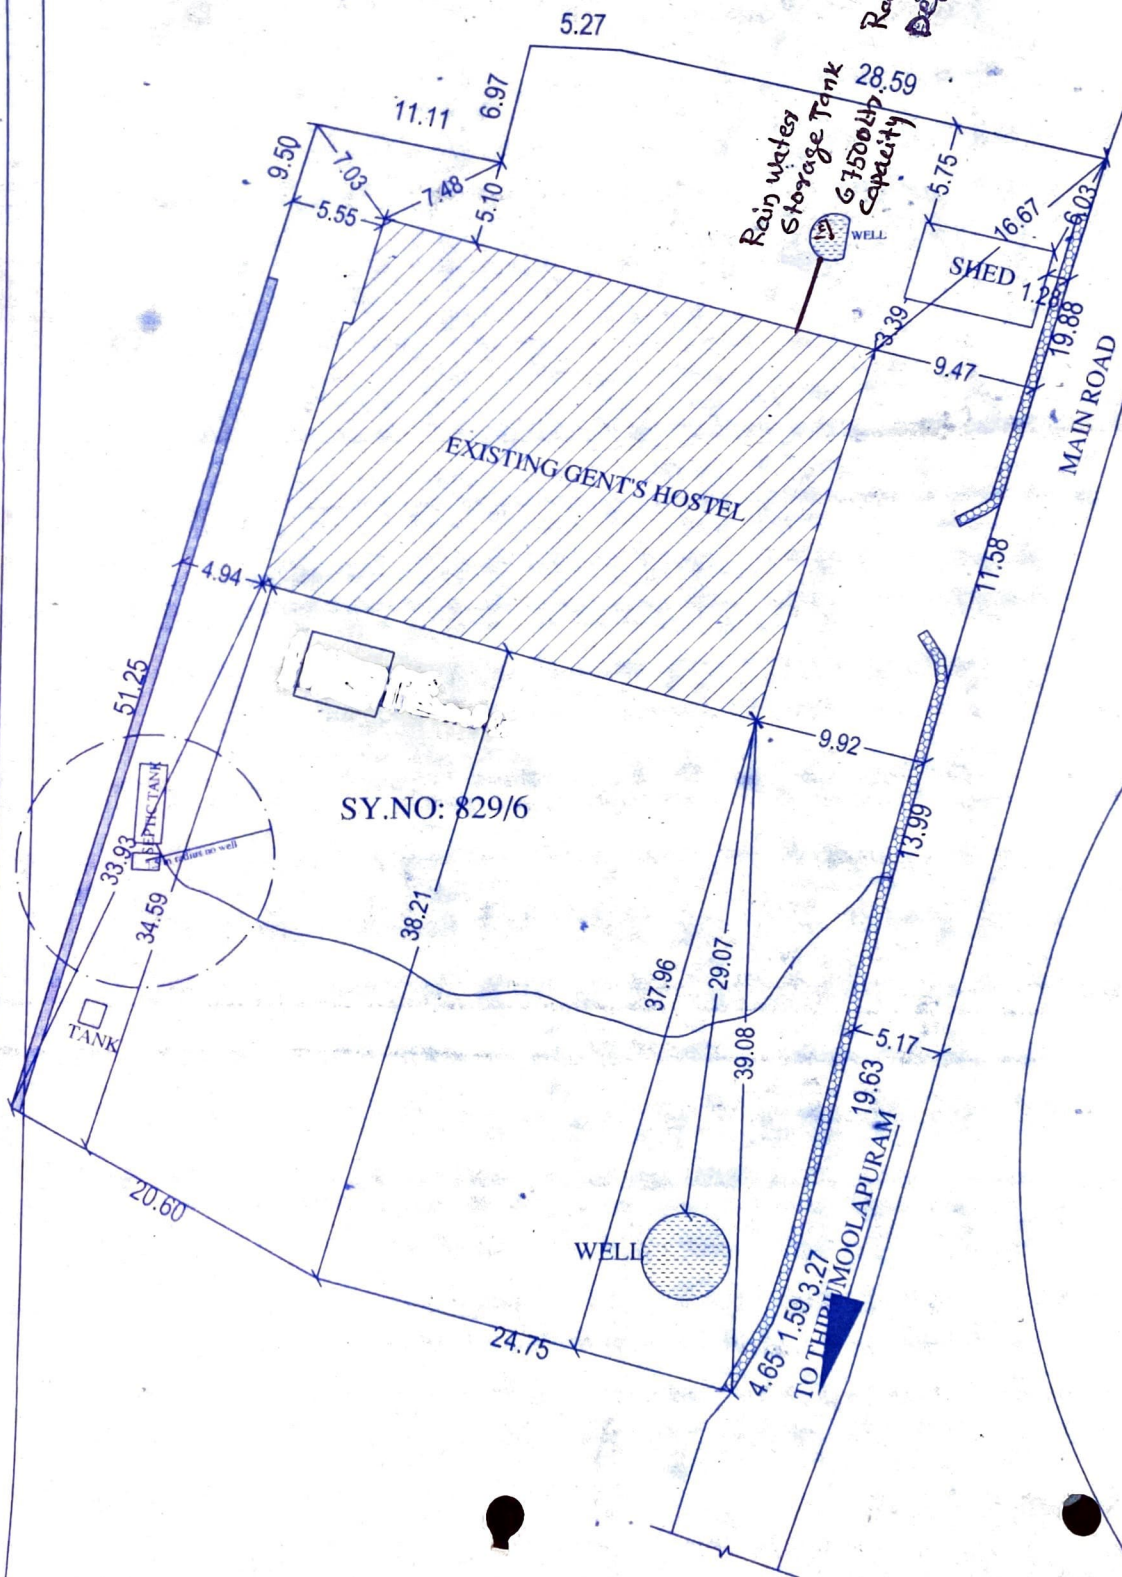 5.27
28.59
6.97
11.11
9.50
7.03
7.48
5.55
5.10
Rain Water
Storage Tank
67500 Ltr.
Capacity
WELL
5.75
16.67
6.03
SHED
1.28
3.39
19.88
9.47
MAIN ROAD
EXISTING GENT'S HOSTEL
11.58
4.94
51.25
9.92
SY.NO: 829/6
13.99
SEPTIC TANK
radius no well
33.93
34.59
38.21
37.96
29.07
39.08
TANK
5.17
19.63
20.60
WELL
24.75
3.27
1.59
4.65
TO THIRUMOOLAPURAM